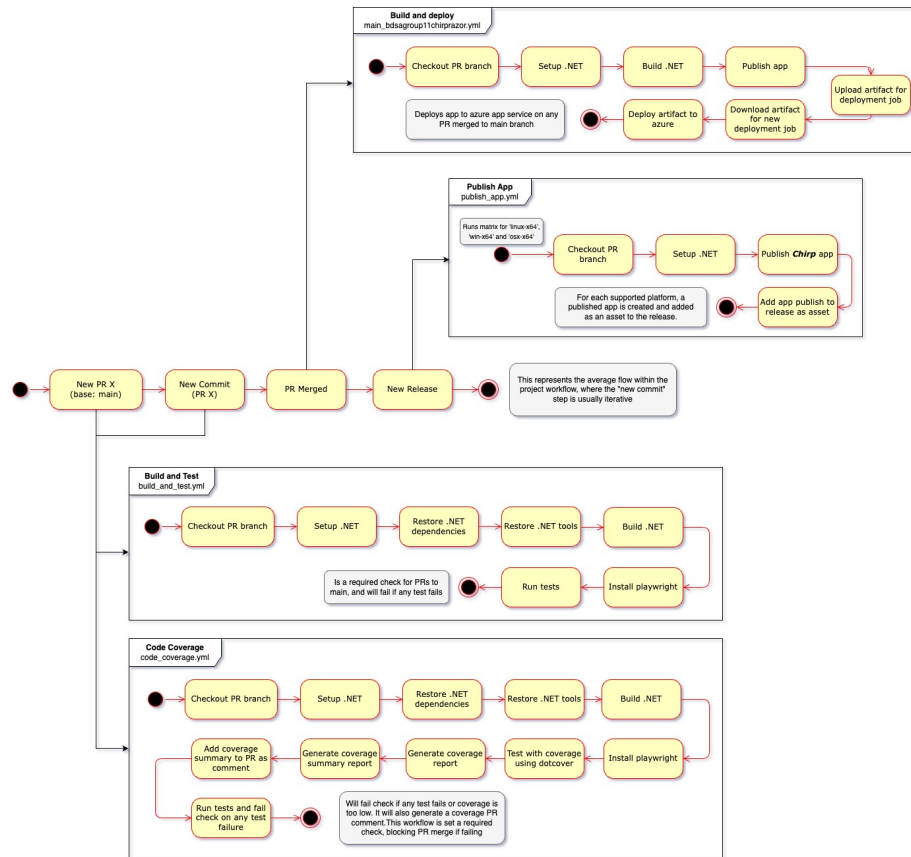 Build and deploy
main_bdsagroup11chirprazor.yml
Checkout PR branch
Setup .NET
Build .NET
Publish app
Upload artifact for
deployment job
Download artifact
for new
deployment job
Deploy artifact to
azure
Deploys app to azure app service on any
PR merged to main branch
Publish App
publish_app.yml
Runs matrix for 'linux-x64',
'win-x64' and 'osx-x64'
Checkout PR
branch
Setup .NET
Publish Chirp app
Add app publish to
release as asset
For each supported platform, a
published app is created and added
as an asset to the release.
New PR X
(base: main)
New Commit
(PR X)
PR Merged
New Release
This represents the average flow within the
project workflow, where the "new commit"
step is usually iterative
Build and Test
build_and_test.yml
Checkout PR branch
Setup .NET
Restore .NET
dependencies
Restore .NET tools
Build .NET
Install playwright
Run tests
Is a required check for PRs to
main, and will fail if any test fails
Code Coverage
code_coverage.yml
Checkout PR branch
Setup .NET
Restore .NET
dependencies
Restore .NET tools
Build .NET
Install playwright
Test with coverage
using dotcover
Generate coverage
report
Generate coverage
summary report
Add coverage
summary to PR as
comment
Run tests and fail
check on any test
failure
Will fail check if any test fails or coverage is
too low. It will also generate a coverage PR
comment.This workflow is set a required
check, blocking PR merge if failing